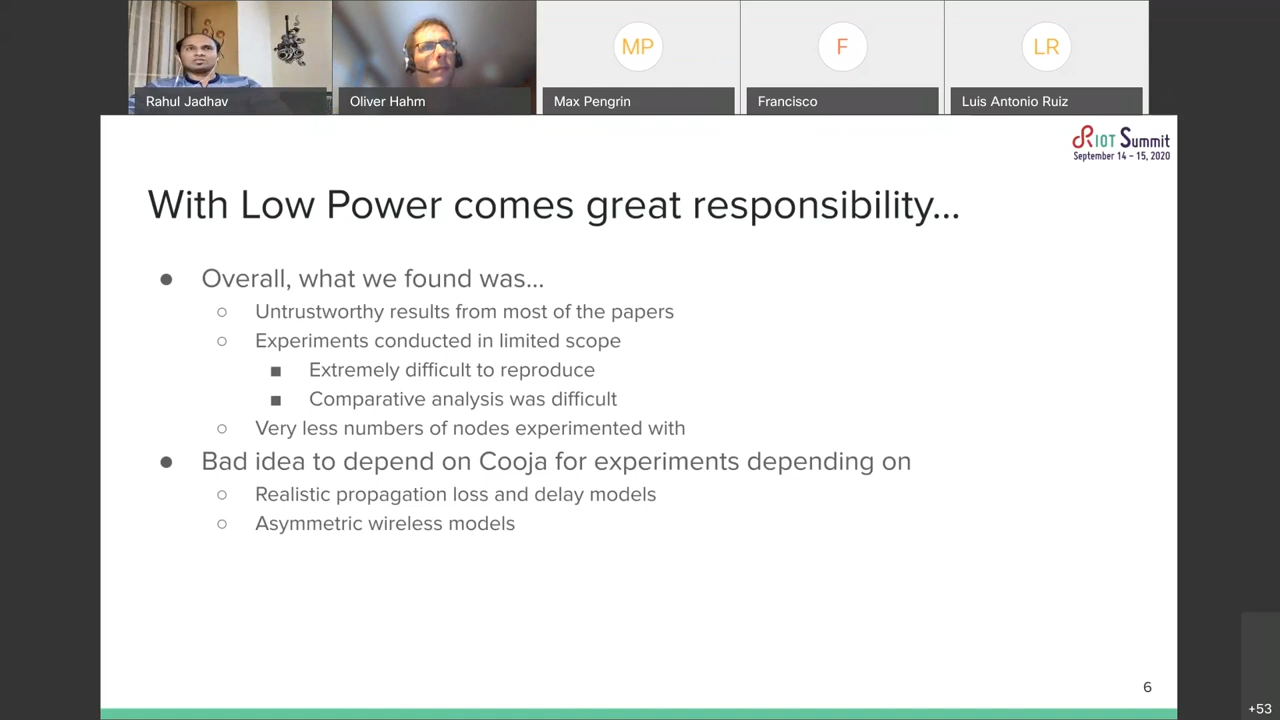 MP
F
LR
Rahul Jadhav
Oliver Hahm
Max Pengrin
Francisco
Luis Antonio Ruiz
RIOT Summit
September 14 – 15, 2020
With Low Power comes great responsibility...
● Overall, what we found was...
○ Untrustworthy results from most of the papers
○ Experiments conducted in limited scope
■ Extremely difficult to reproduce
■ Comparative analysis was difficult
○ Very less numbers of nodes experimented with
● Bad idea to depend on Cooja for experiments depending on
○ Realistic propagation loss and delay models
○ Asymmetric wireless models
6
+53